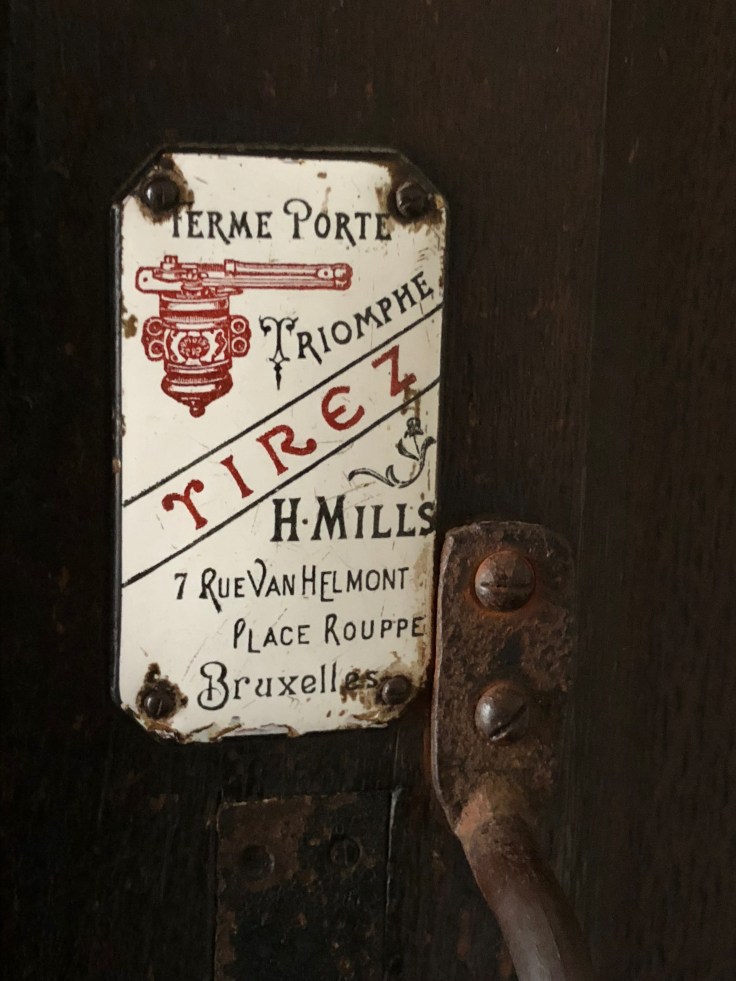 FERME PORTE
TRIOMPHE
TIREZ
H·MILLS
7 RUE VAN HELMONT
PLACE ROUPPE
Bruxelles